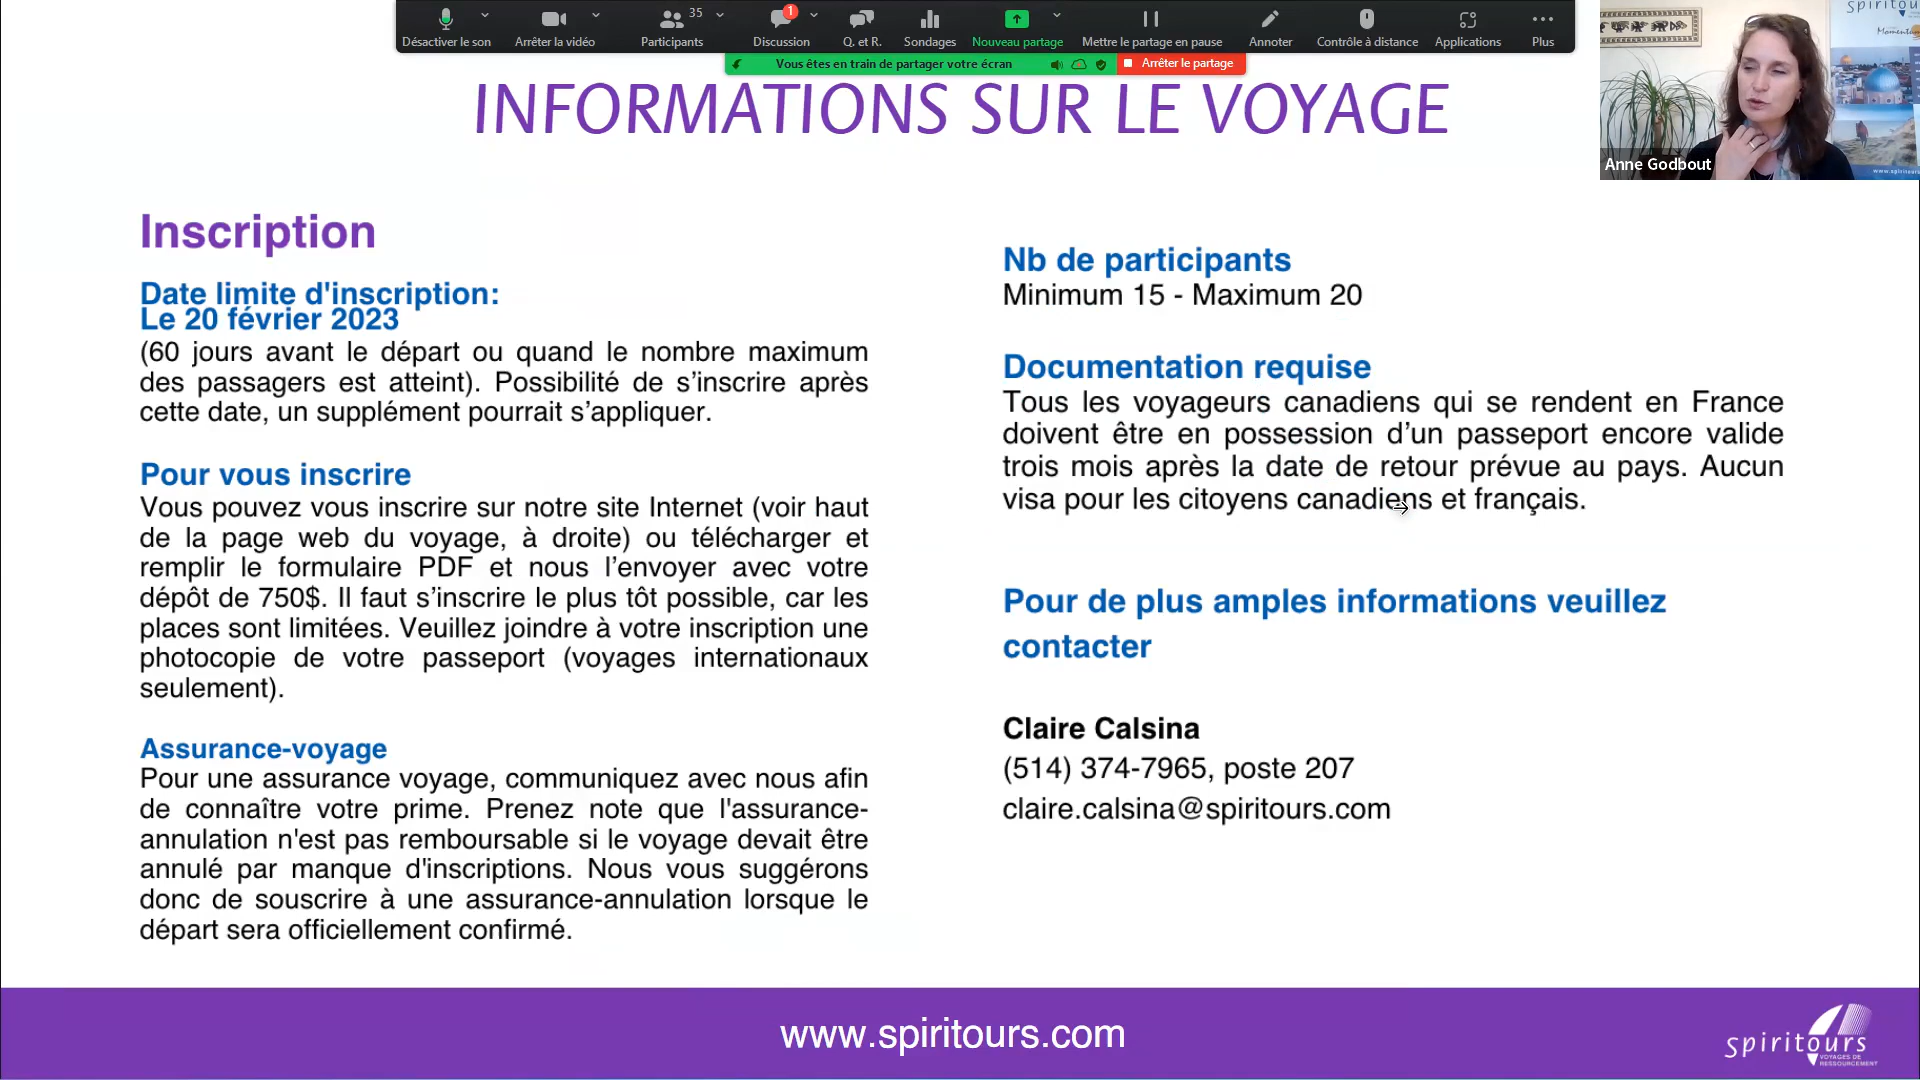 Désactiver le son
Arrêter la vidéo
35
Participants
1
Discussion
Q. et R.
Sondages
Nouveau partage
Mettre le partage en pause
Annoter
Contrôle à distance
Applications
Plus
Vous êtes en train de partager votre écran
Arrêter le partage
INFORMATIONS SUR LE VOYAGE
spiritours
Anne Godbout
Inscription
Date limite d'inscription:
Le 20 février 2023
(60 jours avant le départ ou quand le nombre maximum
des passagers est atteint). Possibilité de s’inscrire après
cette date, un supplément pourrait s’appliquer.
Pour vous inscrire
Vous pouvez vous inscrire sur notre site Internet (voir haut
de la page web du voyage, à droite) ou télécharger et
remplir le formulaire PDF et nous l’envoyer avec votre
dépôt de 750$. Il faut s’inscrire le plus tôt possible, car les
places sont limitées. Veuillez joindre à votre inscription une
photocopie de votre passeport (voyages internationaux
seulement).
Assurance-voyage
Pour une assurance voyage, communiquez avec nous afin
de connaître votre prime. Prenez note que l'assurance-
annulation n'est pas remboursable si le voyage devait être
annulé par manque d'inscriptions. Nous vous suggérons
donc de souscrire à une assurance-annulation lorsque le
départ sera officiellement confirmé.
Nb de participants
Minimum 15 - Maximum 20
Documentation requise
Tous les voyageurs canadiens qui se rendent en France
doivent être en possession d’un passeport encore valide
trois mois après la date de retour prévue au pays. Aucun
visa pour les citoyens canadiens et français.
Pour de plus amples informations veuillez
contacter
Claire Calsina
(514) 374-7965, poste 207
claire.calsina@spiritours.com
www.spiritours.com
spiritours
VOYAGES DE
RESSOURCEMENT